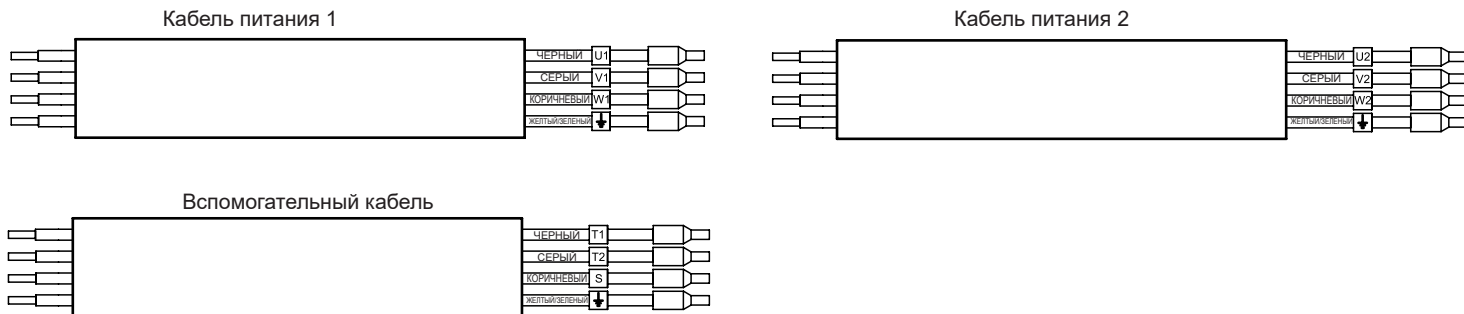 Кабель питания 1
ЧЕРНЫЙ U1
СЕРЫЙ V1
КОРИЧНЕВЫЙ W1
ЖЕЛТЫЙ/ЗЕЛЕНЫЙ
Кабель питания 2
ЧЕРНЫЙ U2
СЕРЫЙ V2
КОРИЧНЕВЫЙ W2
ЖЕЛТЫЙ/ЗЕЛЕНЫЙ
Вспомогательный кабель
ЧЕРНЫЙ T1
СЕРЫЙ T2
КОРИЧНЕВЫЙ S
ЖЕЛТЫЙ/ЗЕЛЕНЫЙ